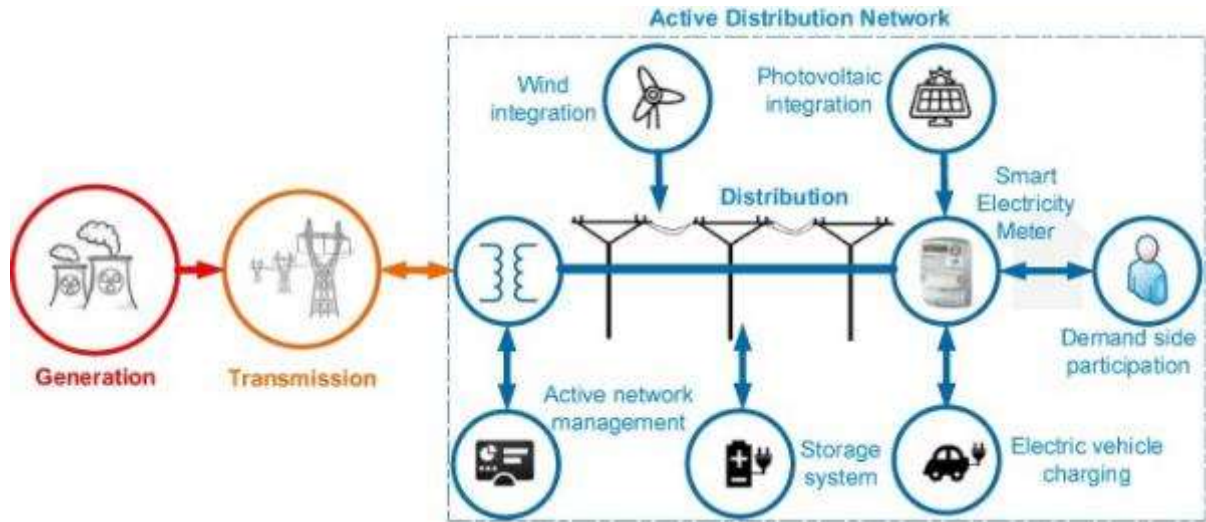 Active Distribution Network
Wind
integration
Photovoltaic
integration
Distribution
Smart
Electricity
Meter
Generation
Transmission
Demand side
participation
Active network
management
Storage
system
Electric vehicle
charging